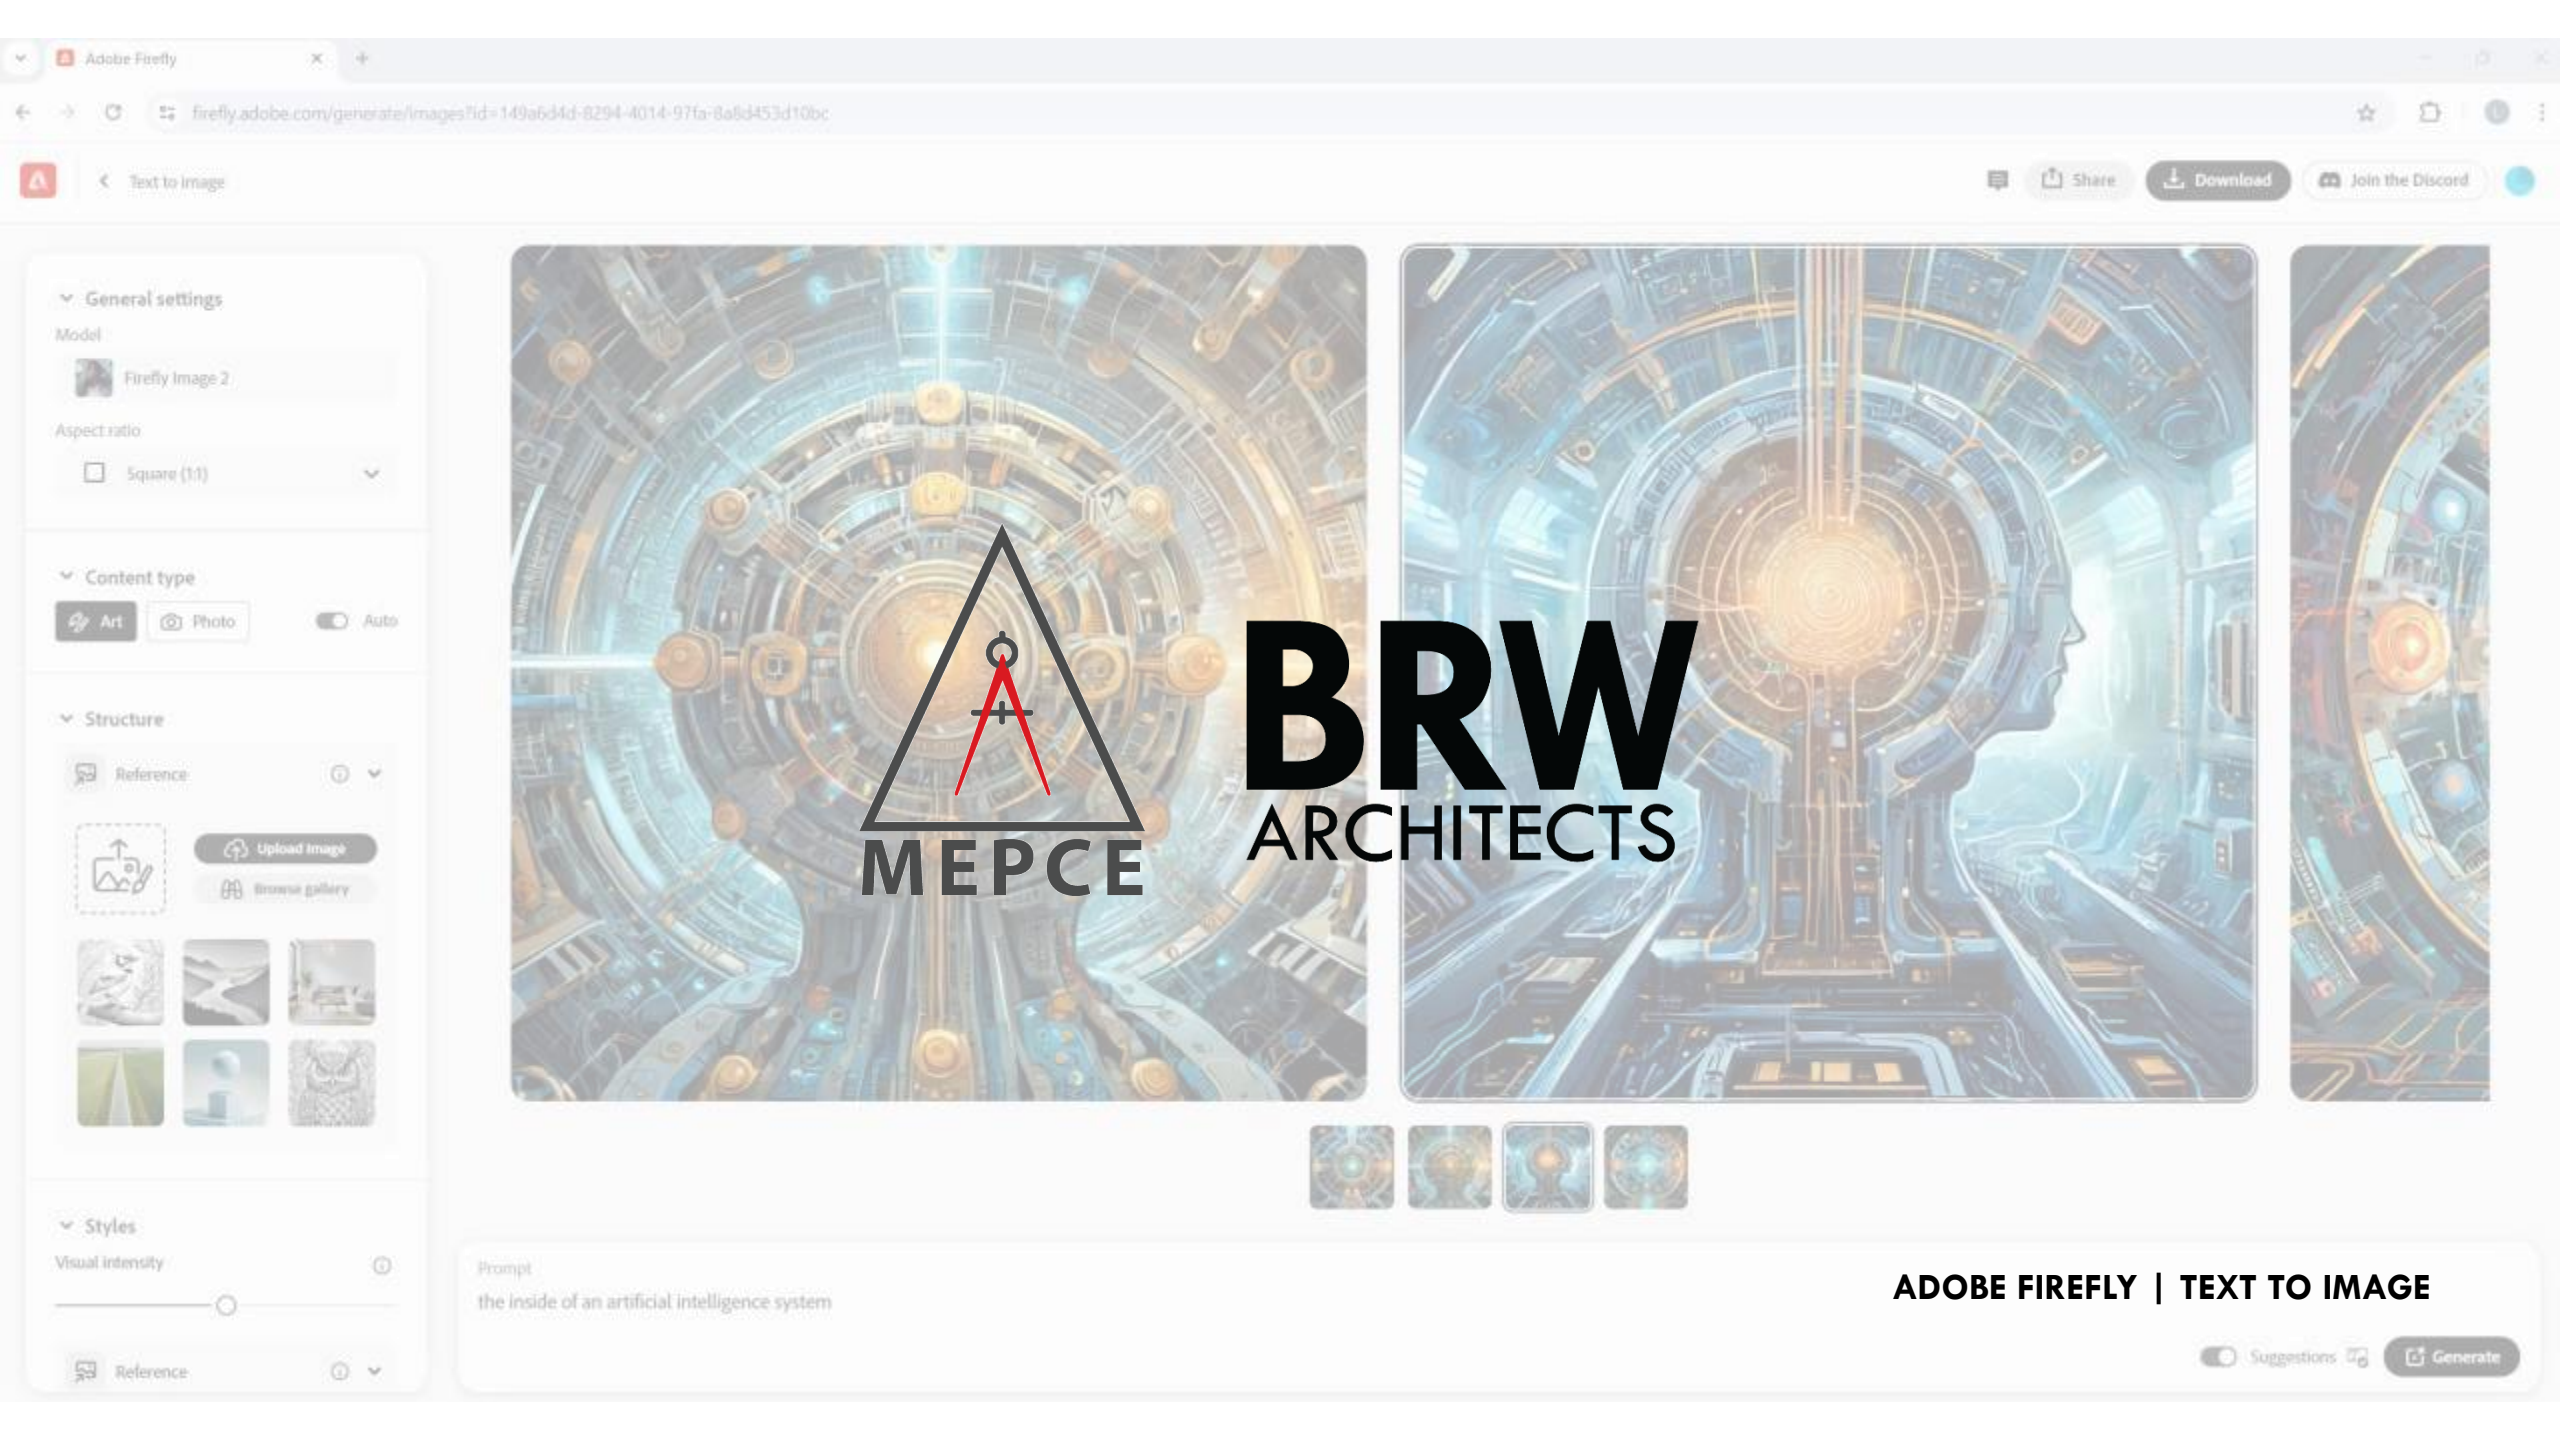 Adobe Firefly
firefly.adobe.com/generate/images?id=149a6d4d-8294-4014-97fa-8a8d453d10bc
Text to image
Share
Download
Join the Discord
General settings
Model
Firefly Image 2
Aspect ratio
Square (1:1)
Content type
Art
Photo
Auto
Structure
Reference
Upload image
Browse gallery
Styles
Visual intensity
Reference
MEPCE
BRW
ARCHITECTS
Prompt
the inside of an artificial intelligence system
ADOBE FIREFLY | TEXT TO IMAGE
Suggestions
Generate